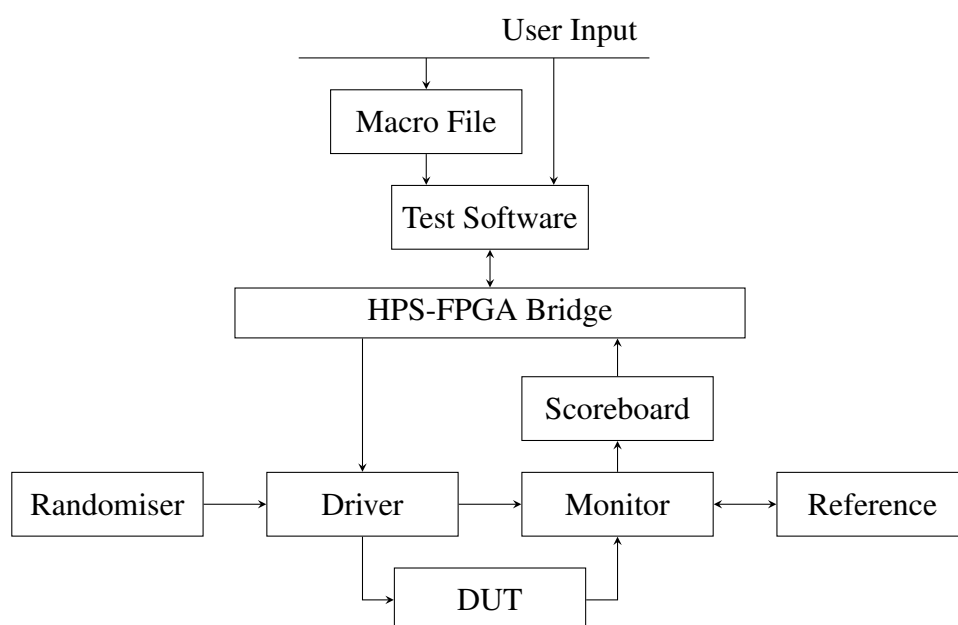 User Input
Macro File
Test Software
HPS-FPGA Bridge
Scoreboard
Randomiser
Driver
Monitor
Reference
DUT